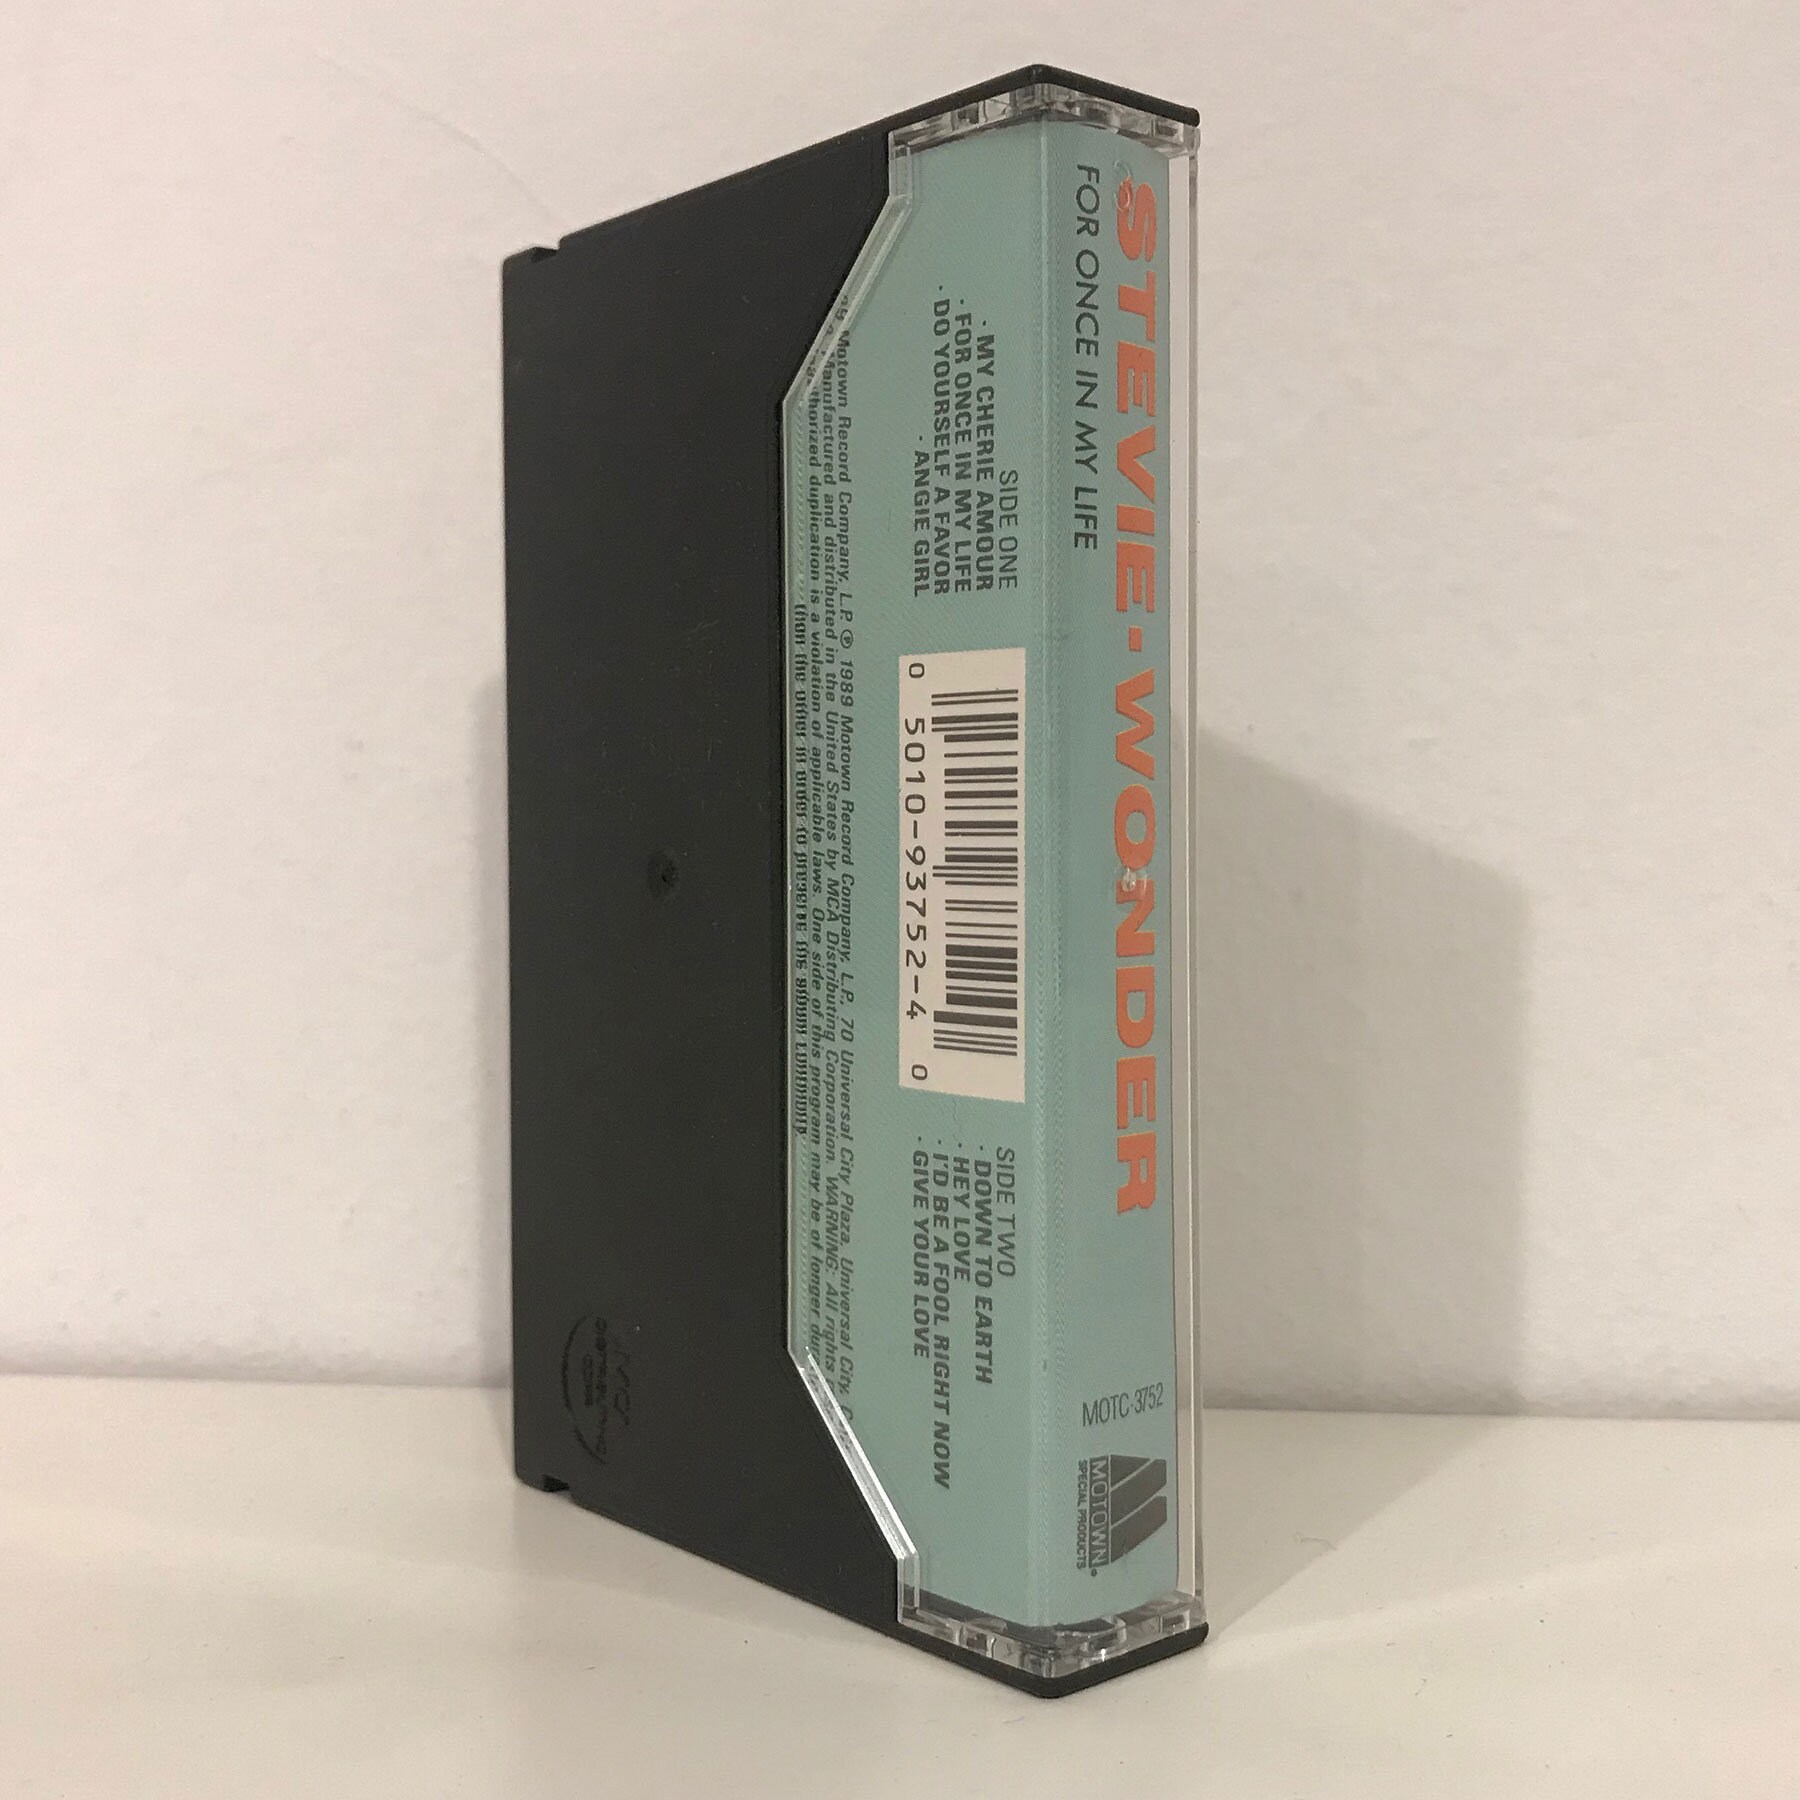 STEVIE-WONDER
FOR ONCE IN MY LIFE
MOTC-3752
MOTOWN®
SPECIAL PRODUCTS
SIDE ONE
· MY CHERIE AMOUR
· FOR ONCE IN MY LIFE
· DO YOURSELF A FAVOR
· ANGIE GIRL
0 5010-93752-4 0
SIDE TWO
· DOWN TO EARTH
· HEY LOVE
· I'D BE A FOOL RIGHT NOW
· GIVE YOUR LOVE
Motown Record Company, L.P. ℗ 1989 Motown Record Company, L.P., 70 Universal City Plaza, Universal City,
Manufactured and distributed in the United States by MCA Distributing Corporation. WARNING: All rights
duplication is a violation of applicable laws. One side of this program may be of longer